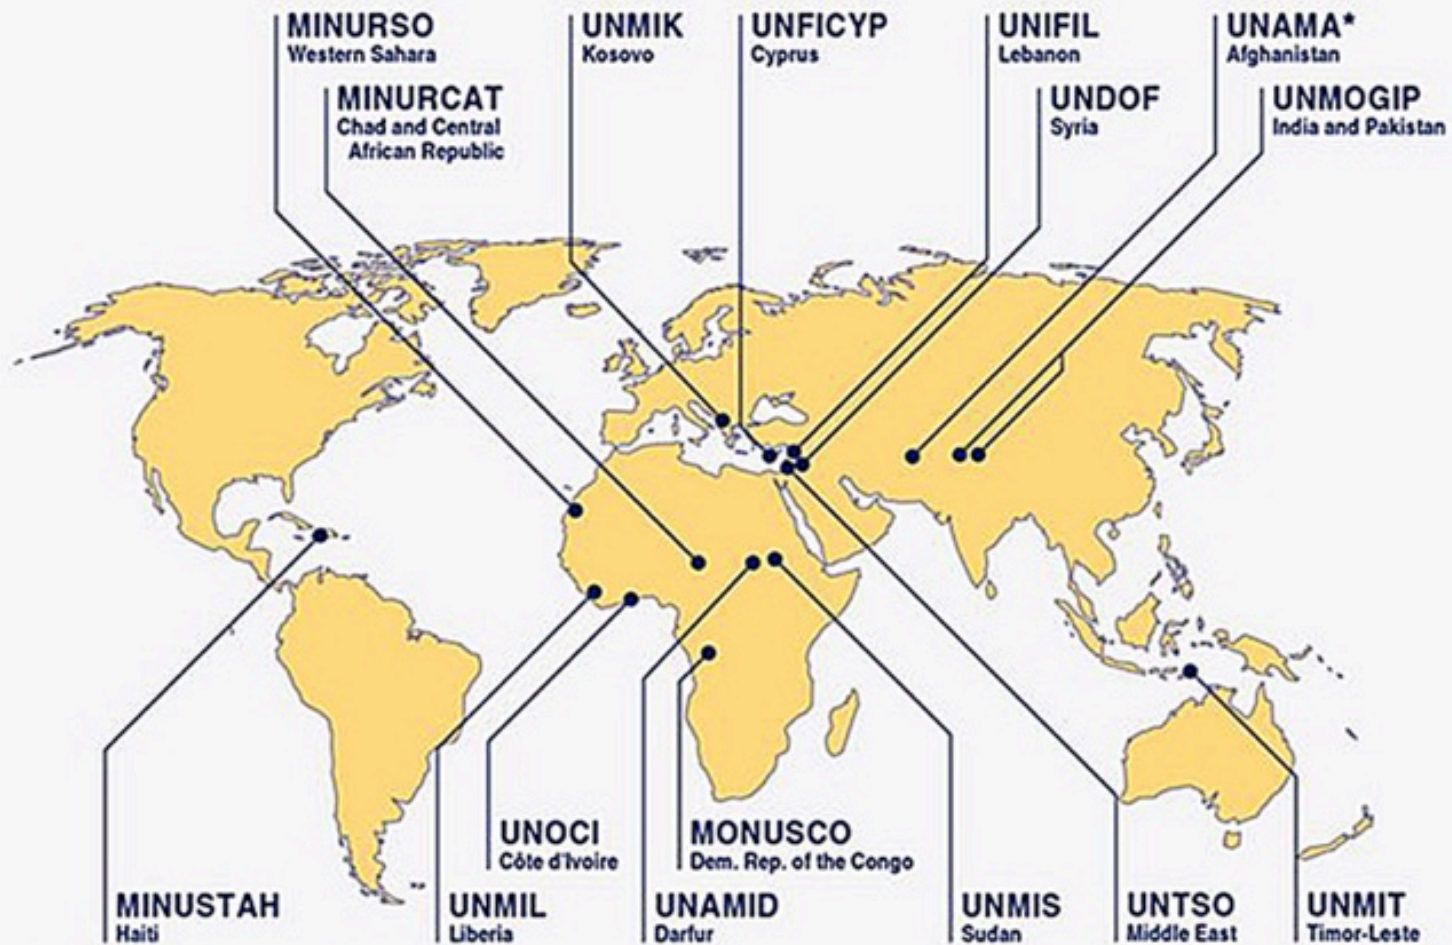 MINURSO
Western Sahara
UNMIK
Kosovo
UNFICYP
Cyprus
UNIFIL
Lebanon
UNAMA*
Afghanistan
MINURCAT
Chad and Central
African Republic
UNDOF
Syria
UNMOGIP
India and Pakistan
UNOCI
Côte d'Ivoire
MONUSCO
Dem. Rep. of the Congo
MINUSTAH
Haiti
UNMIL
Liberia
UNAMID
Darfur
UNMIS
Sudan
UNTSO
Middle East
UNMIT
Timor-Leste